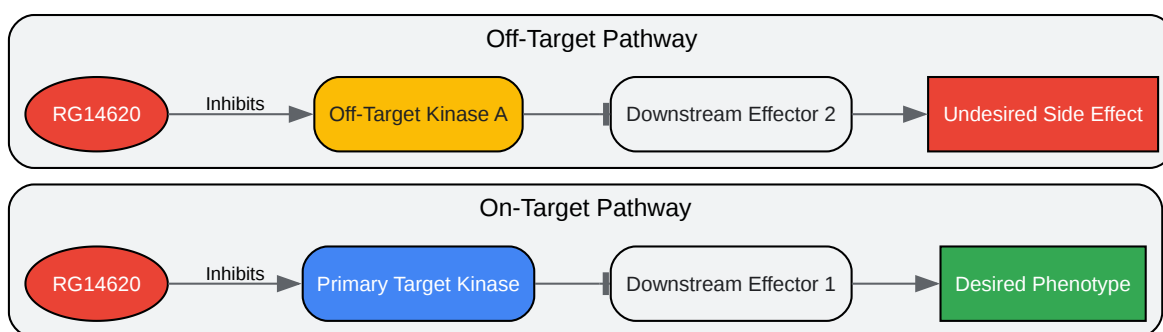 Off-Target Pathway
RG14620
Inhibits
Off-Target Kinase A
Downstream Effector 2
Undesired Side Effect
On-Target Pathway
RG14620
Inhibits
Primary Target Kinase
Downstream Effector 1
Desired Phenotype